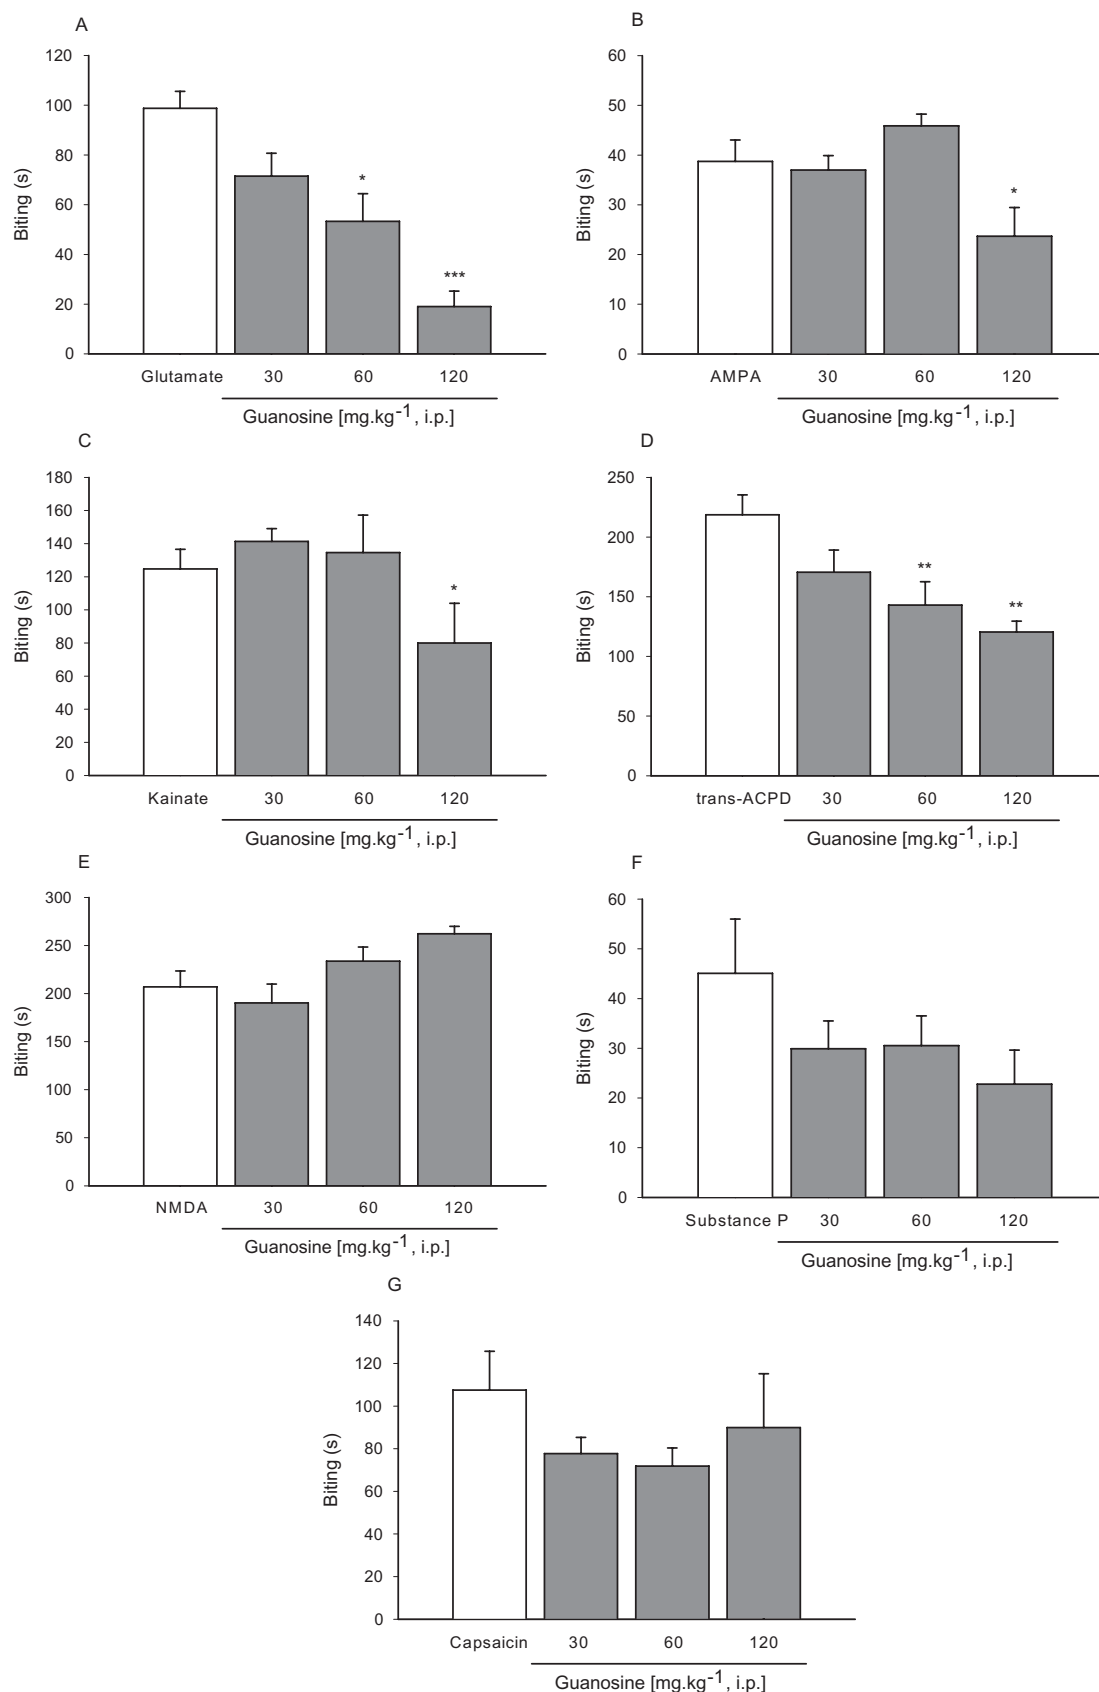 A
120
100
80
60
40
20
0
Biting (s)
*
***
Glutamate 30 60 120
Guanosine [mg.kg-1, i.p.]
B
60
50
40
30
20
10
0
Biting (s)
*
AMPA 30 60 120
Guanosine [mg.kg-1, i.p.]
C
180
160
140
120
100
80
60
40
20
0
Biting (s)
*
Kainate 30 60 120
Guanosine [mg.kg-1, i.p.]
D
250
200
150
100
50
0
Biting (s)
**
**
trans-ACPD 30 60 120
Guanosine [mg.kg-1, i.p.]
E
300
250
200
150
100
50
0
Biting (s)
NMDA 30 60 120
Guanosine [mg.kg-1, i.p.]
F
60
50
40
30
20
10
0
Biting (s)
Substance P 30 60 120
Guanosine [mg.kg-1, i.p.]
G
140
120
100
80
60
40
20
0
Biting (s)
Capsaicin 30 60 120
Guanosine [mg.kg-1, i.p.]